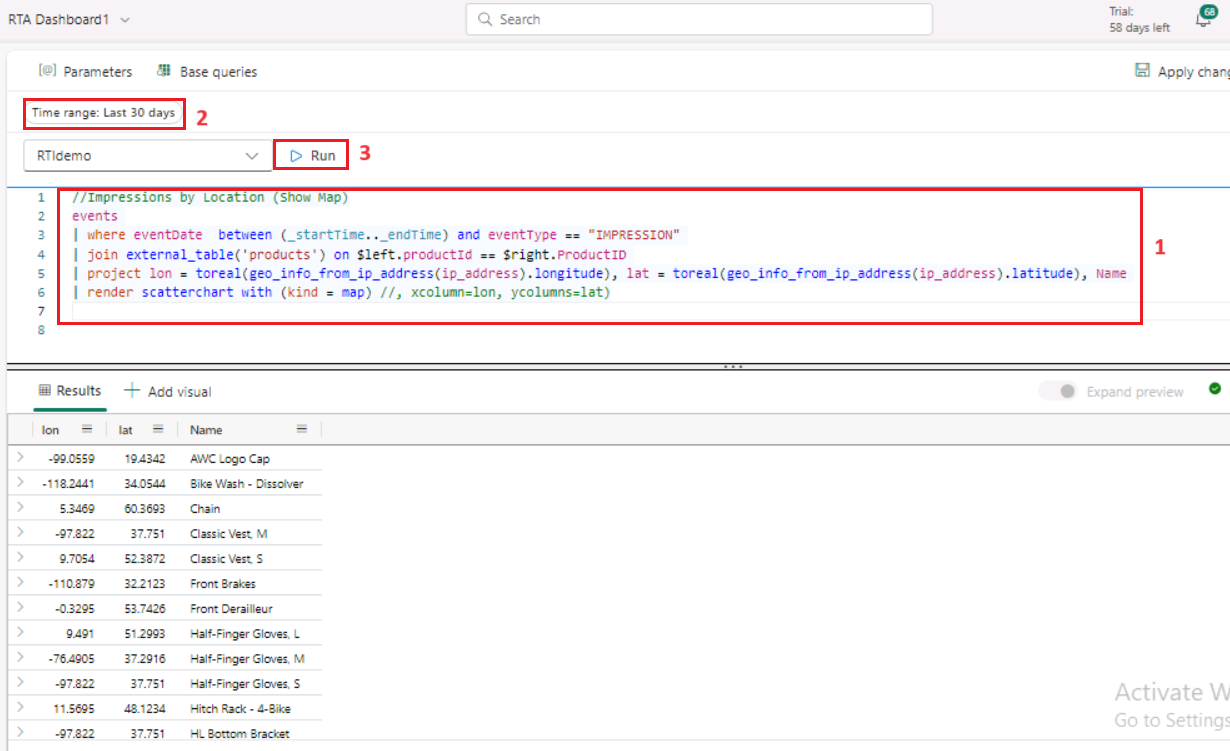 RTA Dashboard1
Search
Trial:
58 days left
68
[@] Parameters
Base queries
Apply chang
Time range: Last 30 days
2
RTIdemo
Run
3
1 //Impressions by Location (Show Map)
2 events
3 | where eventDate  between (_startTime.._endTime) and eventType == "IMPRESSION"
4 | join external_table('products') on $left.productId == $right.ProductID
5 | project lon = toreal(geo_info_from_ip_address(ip_address).longitude), lat = toreal(geo_info_from_ip_address(ip_address).latitude), Name
6 | render scatterchart with (kind = map) //, xcolumn=lon, ycolumns=lat)
7
8
1
Results
Add visual
Expand preview
lon lat Name
-99.0559 19.4342 AWC Logo Cap
-118.2441 34.0544 Bike Wash - Dissolver
5.3469 60.3693 Chain
-97.822 37.751 Classic Vest, M
9.7054 52.3872 Classic Vest, S
-110.879 32.2123 Front Brakes
-0.3295 53.7426 Front Derailleur
9.491 51.2993 Half-Finger Gloves, L
-76.4905 37.2916 Half-Finger Gloves, M
-97.822 37.751 Half-Finger Gloves, S
11.5695 48.1234 Hitch Rack - 4-Bike
-97.822 37.751 HL Bottom Bracket
Activate W
Go to Settings